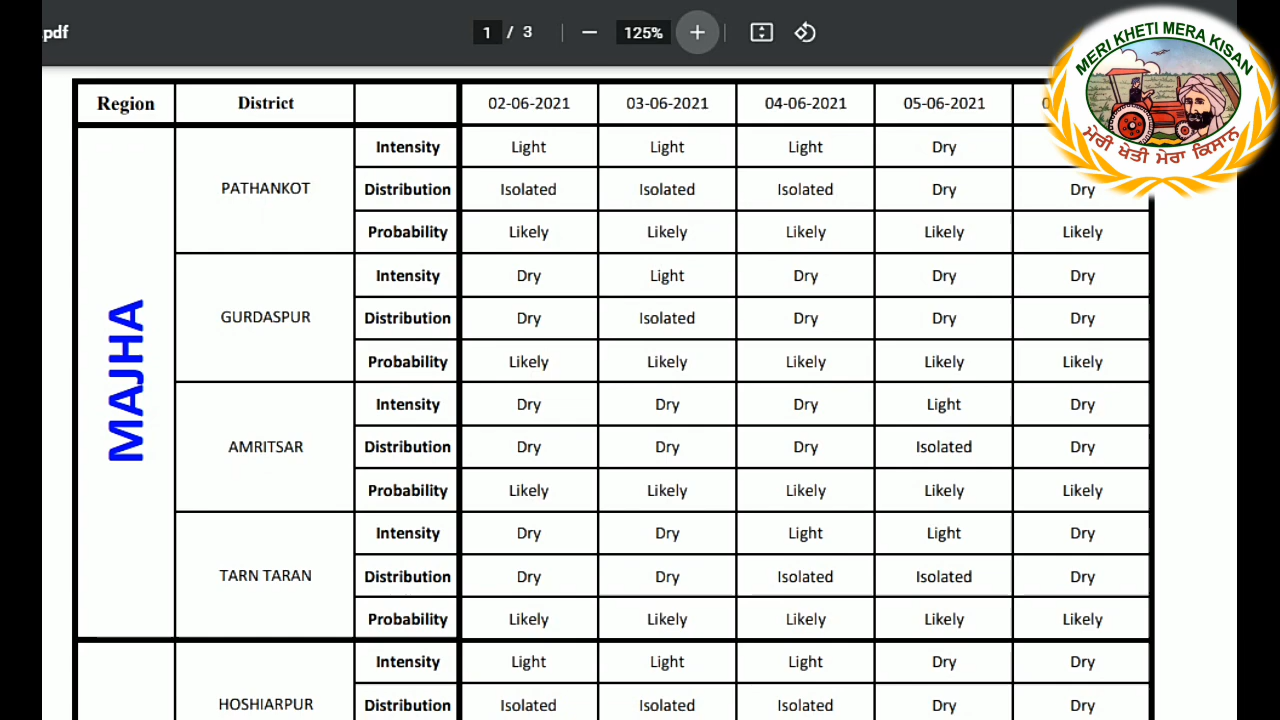 .pdf
1 / 3
125%
MERI KHETI MERA KISAN
ਮੇਰੀ ਖੇਤੀ ਮੇਰਾ ਕਿਸਾਨ
Region District 02-06-2021 03-06-2021 04-06-2021 05-06-2021
MAJHA
PATHANKOT
Intensity Light Light Light Dry
Distribution Isolated Isolated Isolated Dry Dry
Probability Likely Likely Likely Likely Likely
GURDASPUR
Intensity Dry Light Dry Dry Dry
Distribution Dry Isolated Dry Dry Dry
Probability Likely Likely Likely Likely Likely
AMRITSAR
Intensity Dry Dry Dry Light Dry
Distribution Dry Dry Dry Isolated Dry
Probability Likely Likely Likely Likely Likely
TARN TARAN
Intensity Dry Dry Light Light Dry
Distribution Dry Dry Isolated Isolated Dry
Probability Likely Likely Likely Likely Likely
HOSHIARPUR
Intensity Light Light Light Dry Dry
Distribution Isolated Isolated Isolated Dry Dry